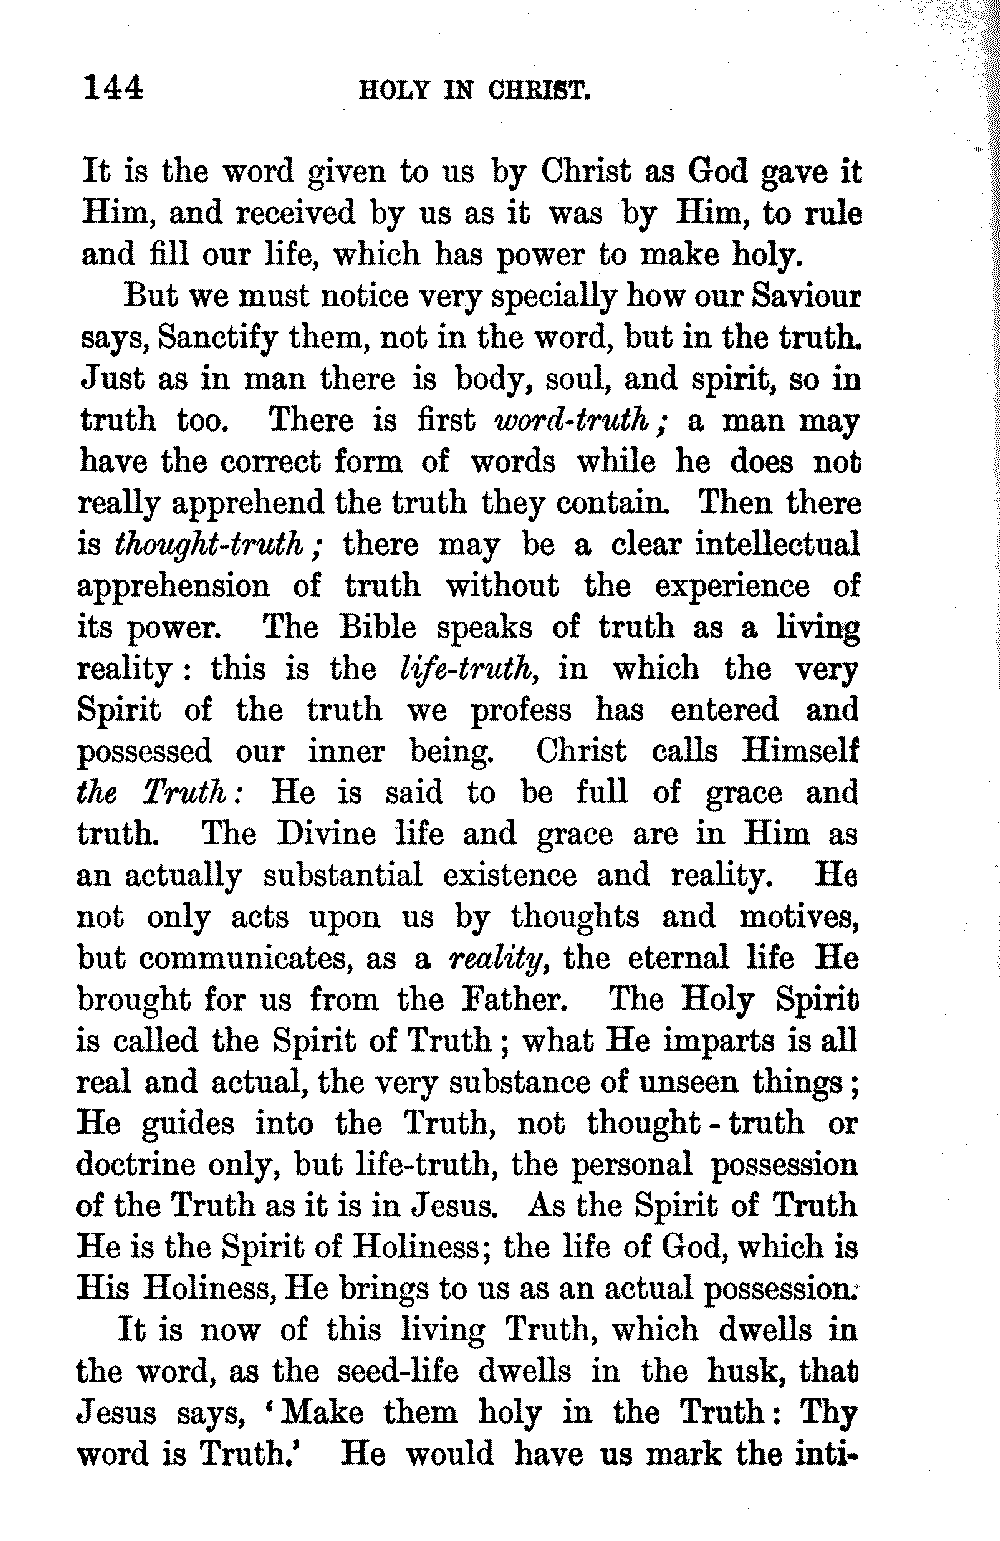 144 HOLY IN CHRIST.
It is the word given to us by Christ as God gave it
Him, and received by us as it was by Him, to rule
and fill our life, which has power to make holy.
But we must notice very specially how our Saviour
says, Sanctify them, not in the word, but in the truth.
Just as in man there is body, soul, and spirit, so in
truth too. There is first word-truth; a man may
have the correct form of words while he does not
really apprehend the truth they contain. Then there
is thought-truth; there may be a clear intellectual
apprehension of truth without the experience of
its power. The Bible speaks of truth as a living
reality: this is the life-truth, in which the very
Spirit of the truth we profess has entered and
possessed our inner being. Christ calls Himself
the Truth: He is said to be full of grace and
truth. The Divine life and grace are in Him as
an actually substantial existence and reality. He
not only acts upon us by thoughts and motives,
but communicates, as a reality, the eternal life He
brought for us from the Father. The Holy Spirit
is called the Spirit of Truth; what He imparts is all
real and actual, the very substance of unseen things;
He guides into the Truth, not thought-truth or
doctrine only, but life-truth, the personal possession
of the Truth as it is in Jesus. As the Spirit of Truth
He is the Spirit of Holiness; the life of God, which is
His Holiness, He brings to us as an actual possession.
It is now of this living Truth, which dwells in
the word, as the seed-life dwells in the husk, that
Jesus says, 'Make them holy in the Truth: Thy
word is Truth.' He would have us mark the inti-